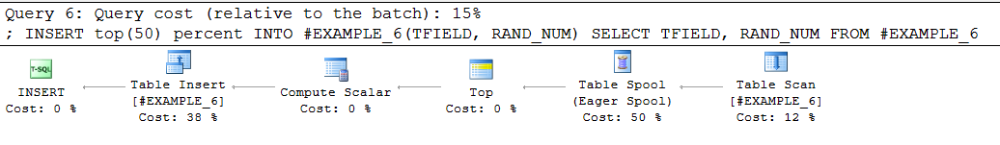 Query 6: Query cost (relative to the batch): 15%
; INSERT top(50) percent INTO #EXAMPLE_6(TFIELD, RAND_NUM) SELECT TFIELD, RAND_NUM FROM #EXAMPLE_6
T-SQL
INSERT
Cost: 0 %
Table Insert
[#EXAMPLE_6]
Cost: 38 %
Compute Scalar
Cost: 0 %
Top
Cost: 0 %
Table Spool
(Eager Spool)
Cost: 50 %
Table Scan
[#EXAMPLE_6]
Cost: 12 %